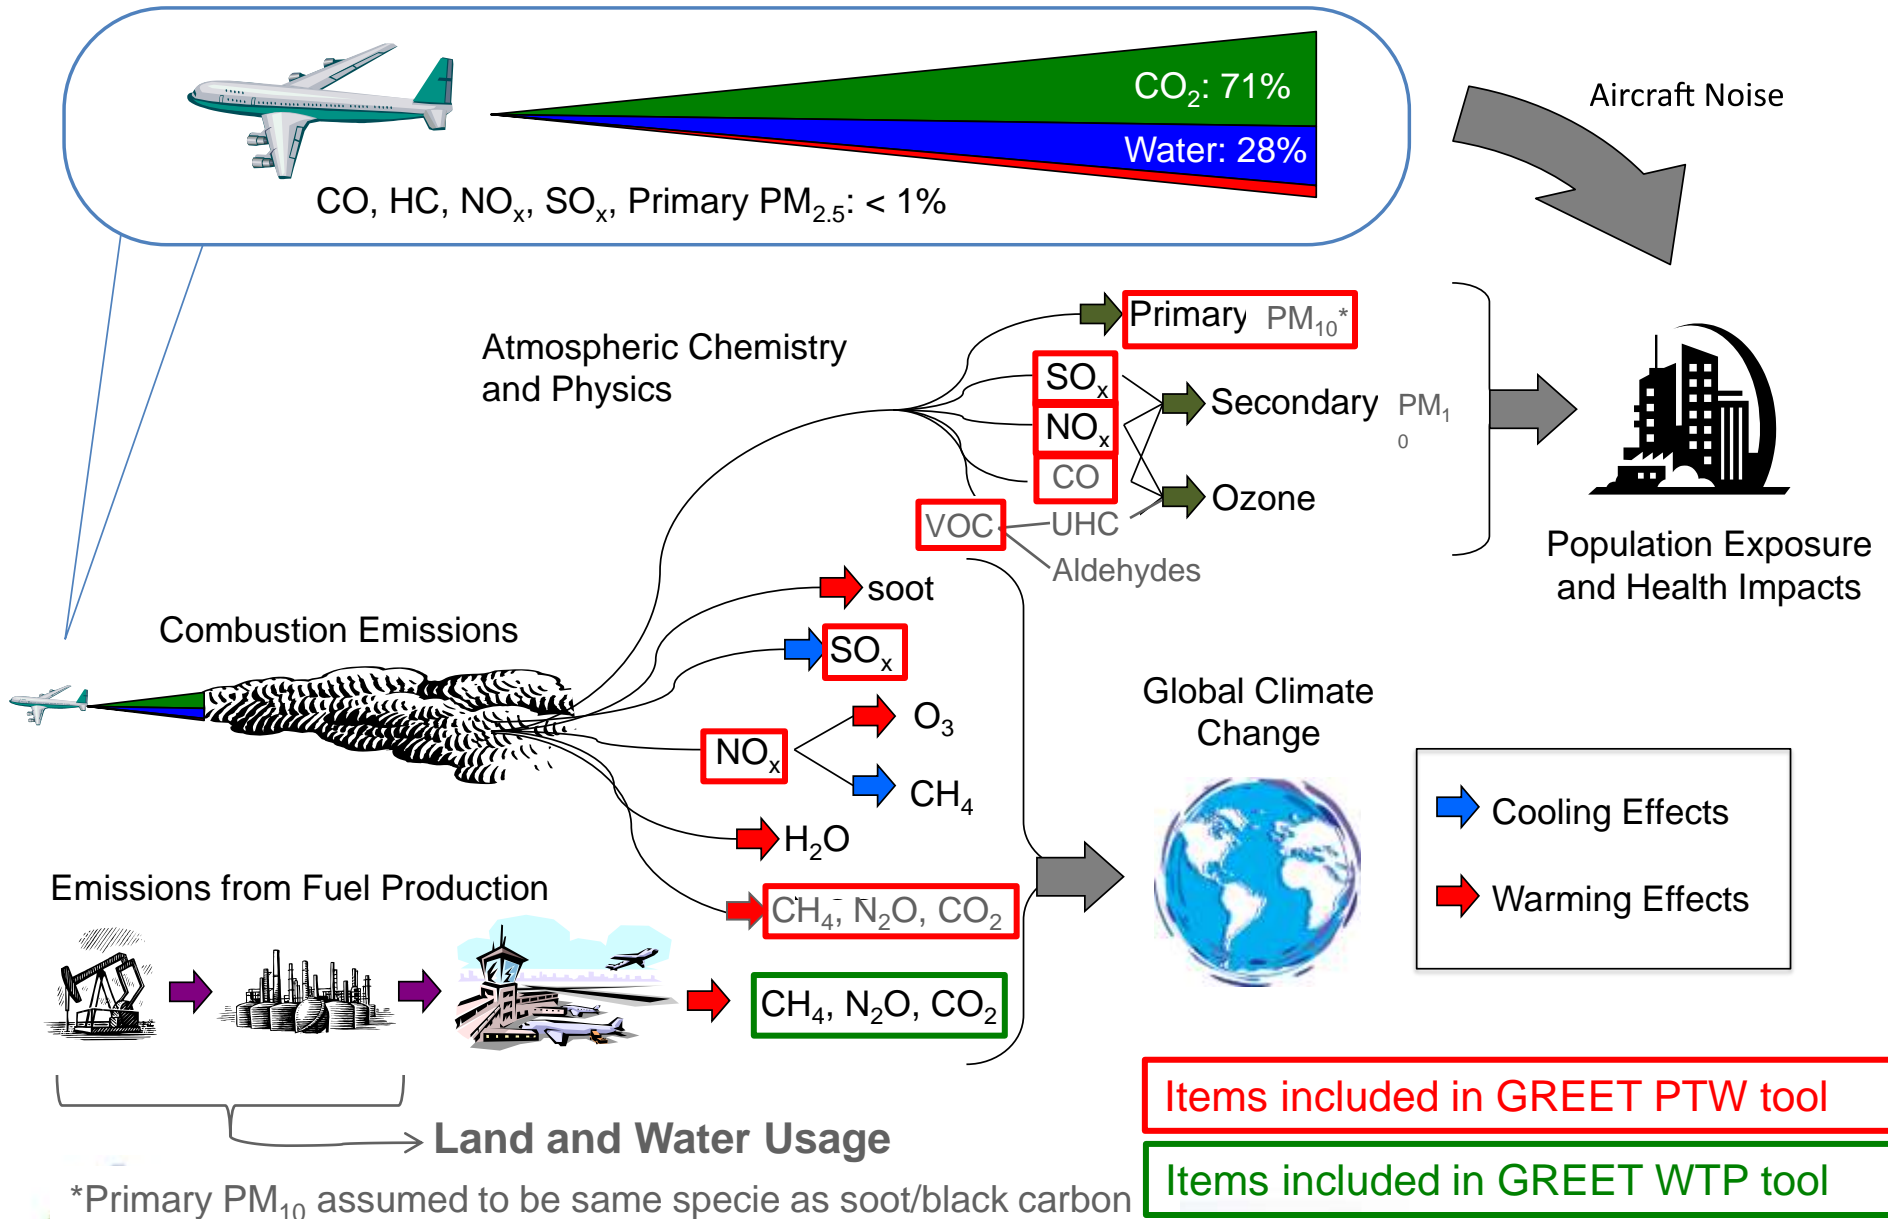 CO₂: 71%
Water: 28%
CO, HC, NOₓ, SOₓ, Primary PM₂.₅: < 1%
Aircraft Noise
Atmospheric Chemistry
and Physics
Primary PM₁₀*
SOₓ
NOₓ
CO
VOC
UHC
Aldehydes
Secondary PM₁
₀
Ozone
Population Exposure
and Health Impacts
Combustion Emissions
soot
SOₓ
NOₓ
O₃
CH₄
H₂O
CH₄, N₂O, CO₂
Global Climate
Change
Cooling Effects
Warming Effects
Emissions from Fuel Production
CH₄, N₂O, CO₂
Land and Water Usage
Items included in GREET PTW tool
Items included in GREET WTP tool
*Primary PM₁₀ assumed to be same specie as soot/black carbon